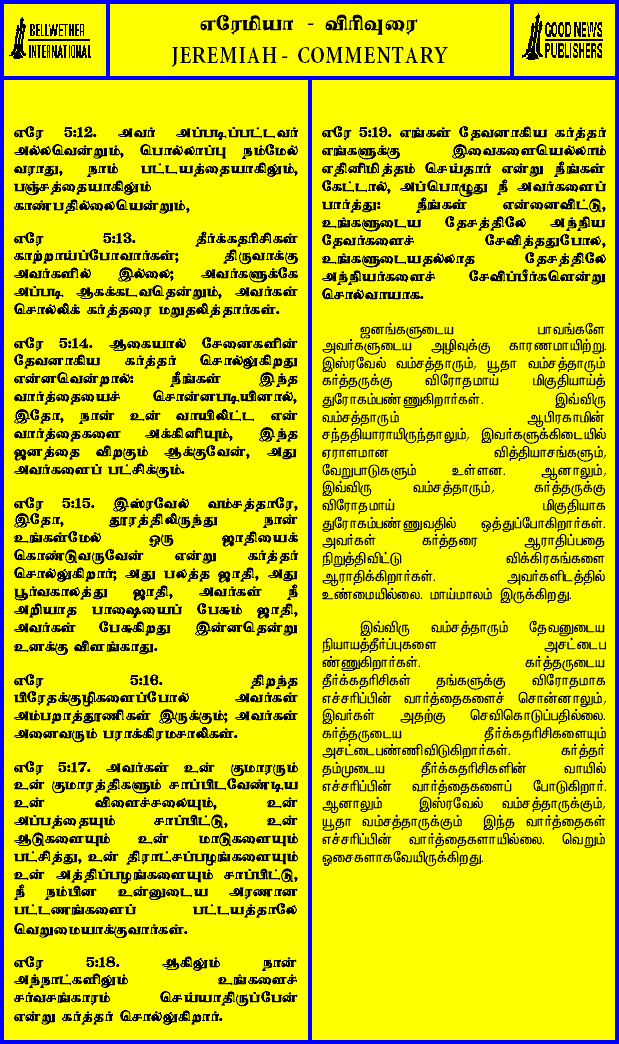 BELLWETHER
INTERNATIONAL
எரேமியா - விரிவுரை
JEREMIAH - COMMENTARY
GOOD NEWS
PUBLISHERS
எரே 5:12. அவர் அப்படிப்பட்டவர்
அல்லவென்றும், பொல்லாப்பு நம்மேல்
வராது, நாம் பட்டயத்தையாகிலும்,
பஞ்சத்தையாகிலும்
காண்பதில்லையென்றும்,
எரே 5:13. தீர்க்கதரிசிகள்
காற்றாய்ப்போவார்கள்; திருவாக்கு
அவர்களில் இல்லை; அவர்களுக்கே
அப்படி ஆகக்கடவதென்றும், அவர்கள்
சொல்லிக் கர்த்தரை மறுதலித்தார்கள்.
எரே 5:14. ஆகையால் சேனைகளின்
தேவனாகிய கர்த்தர் சொல்லுகிறது
என்னவென்றால்: நீங்கள் இந்த
வார்த்தையைச் சொன்னபடியினால்,
இதோ, நான் உன் வாயிலிட்ட என்
வார்த்தைகளை அக்கினியும், இந்த
ஜனத்தை விறகும் ஆக்குவேன், அது
அவர்களைப் பட்சிக்கும்.
எரே 5:15. இஸ்ரவேல் வம்சத்தாரே,
இதோ, தூரத்திலிருந்து நான்
உங்கள்மேல் ஒரு ஜாதியைக்
கொண்டுவருவேன் என்று கர்த்தர்
சொல்லுகிறார்; அது பலத்த ஜாதி, அது
பூர்வகாலத்து ஜாதி, அவர்கள் நீ
அறியாத பாஷையைப் பேசும் ஜாதி,
அவர்கள் பேசுகிறது இன்னதென்று
உனக்கு விளங்காது.
எரே 5:16. திறந்த
பிரேதக்குழிகளைப்போல் அவர்கள்
அம்பறாத்தூணிகள் இருக்கும்; அவர்கள்
அனைவரும் பராக்கிரமசாலிகள்.
எரே 5:17. அவர்கள் உன் குமாரரும்
உன் குமாரத்திகளும் சாப்பிடவேண்டிய
உன் விளைச்சலையும், உன்
அப்பத்தையும் சாப்பிட்டு, உன்
ஆடுகளையும் உன் மாடுகளையும்
பட்சித்து, உன் திராட்சப்பழங்களையும்
உன் அத்திப்பழங்களையும் சாப்பிட்டு,
நீ நம்பின உன்னுடைய அரணான
பட்டணங்களைப் பட்டயத்தாலே
வெறுமையாக்குவார்கள்.
எரே 5:18. ஆகிலும் நான்
அந்நாட்களிலும் உங்களைச்
சர்வசங்காரம் செய்யாதிருப்பேன்
என்று கர்த்தர் சொல்லுகிறார்.
எரே 5:19. எங்கள் தேவனாகிய கர்த்தர்
எங்களுக்கு இவைகளையெல்லாம்
எதினிமித்தம் செய்தார் என்று நீங்கள்
கேட்டால், அப்பொழுது நீ அவர்களைப்
பார்த்து: நீங்கள் என்னைவிட்டு,
உங்களுடைய தேசத்திலே அந்நிய
தேவர்களைச் சேவித்ததுபோல,
உங்களுடையதல்லாத தேசத்திலே
அந்நியர்களைச் சேவிப்பீர்களென்று
சொல்வாயாக.
ஜனங்களுடைய பாவங்களே
அவர்களுடைய அழிவுக்கு காரணமாயிற்று.
இஸ்ரவேல் வம்சத்தாரும், யூதா வம்சத்தாரும்
கர்த்தருக்கு விரோதமாய் மிகுதியாய்த்
துரோகம்பண்ணுகிறார்கள். இவ்விரு
வம்சத்தாரும் ஆபிரகாமின்
சந்ததியாராயிருந்தாலும், இவர்களுக்கிடையில்
ஏராளமான வித்தியாசங்களும்,
வேறுபாடுகளும் உள்ளன. ஆனாலும்,
இவ்விரு வம்சத்தாரும், கர்த்தருக்கு
விரோதமாய் மிகுதியாக
துரோகம்பண்ணுவதில் ஒத்துப்போகிறார்கள்.
அவர்கள் கர்த்தரை ஆராதிப்பதை
நிறுத்திவிட்டு விக்கிரகங்களை
ஆராதிக்கிறார்கள். அவர்களிடத்தில்
உண்மையில்லை. மாய்மாலம் இருக்கிறது.
இவ்விரு வம்சத்தாரும் தேவனுடைய
நியாயத்தீர்ப்புகளை அசட்டைப
ண்ணுகிறார்கள். கர்த்தருடைய
தீர்க்கதரிசிகள் தங்களுக்கு விரோதமாக
எச்சரிப்பின் வார்த்தைகளைச் சொன்னாலும்,
இவர்கள் அதற்கு செவிகொடுப்பதில்லை.
கர்த்தருடைய தீர்க்கதரிசிகளையும்
அசட்டைபண்ணிவிடுகிறார்கள். கர்த்தர்
தம்முடைய தீர்க்கதரிசிகளின் வாயில்
எச்சரிப்பின் வார்த்தைகளைப் போடுகிறார்.
ஆனாலும் இஸ்ரவேல் வம்சத்தாருக்கும்,
யூதா வம்சத்தாருக்கும் இந்த வார்த்தைகள்
எச்சரிப்பின் வார்த்தைகளாயில்லை. வெறும்
ஓசைகளாகவேயிருக்கிறது.